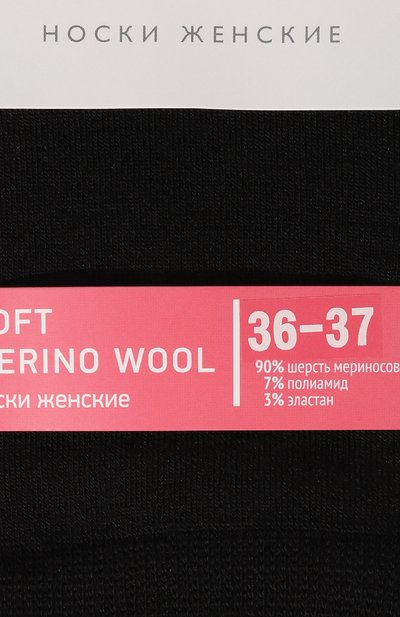 НОСКИ ЖЕНСКИЕ
OFT
ERINO WOOL
ски женские
36–37
90% шерсть мериносов
7% полиамид
3% эластан